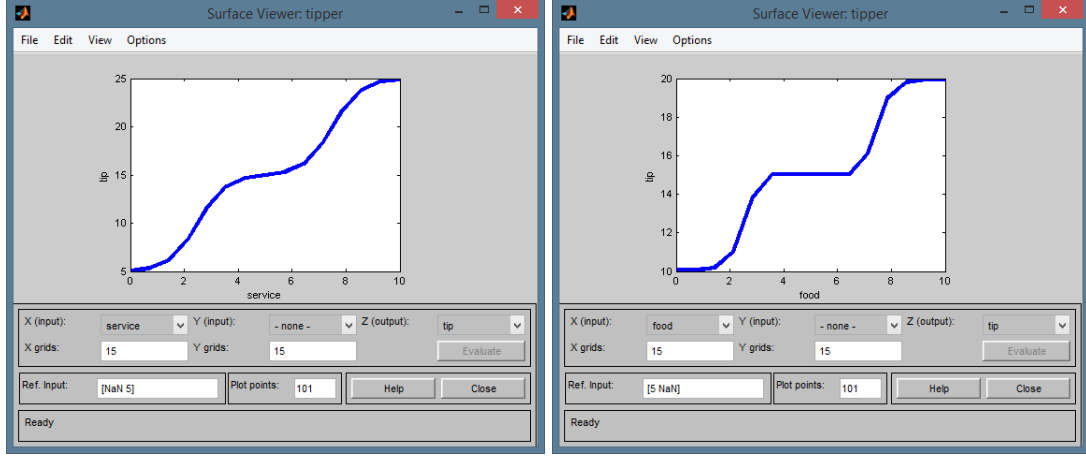 Surface Viewer: tipper
File Edit View Options
25
20
15
10
5
tip
0 2 4 6 8 10
service
X (input): service Y (input): - none - Z (output): tip
X grids: 15 Y grids: 15 Evaluate
Ref. Input: [NaN 5] Plot points: 101 Help Close
Ready
Surface Viewer: tipper
File Edit View Options
20
18
16
14
12
10
tip
0 2 4 6 8 10
food
X (input): food Y (input): - none - Z (output): tip
X grids: 15 Y grids: 15 Evaluate
Ref. Input: [5 NaN] Plot points: 101 Help Close
Ready